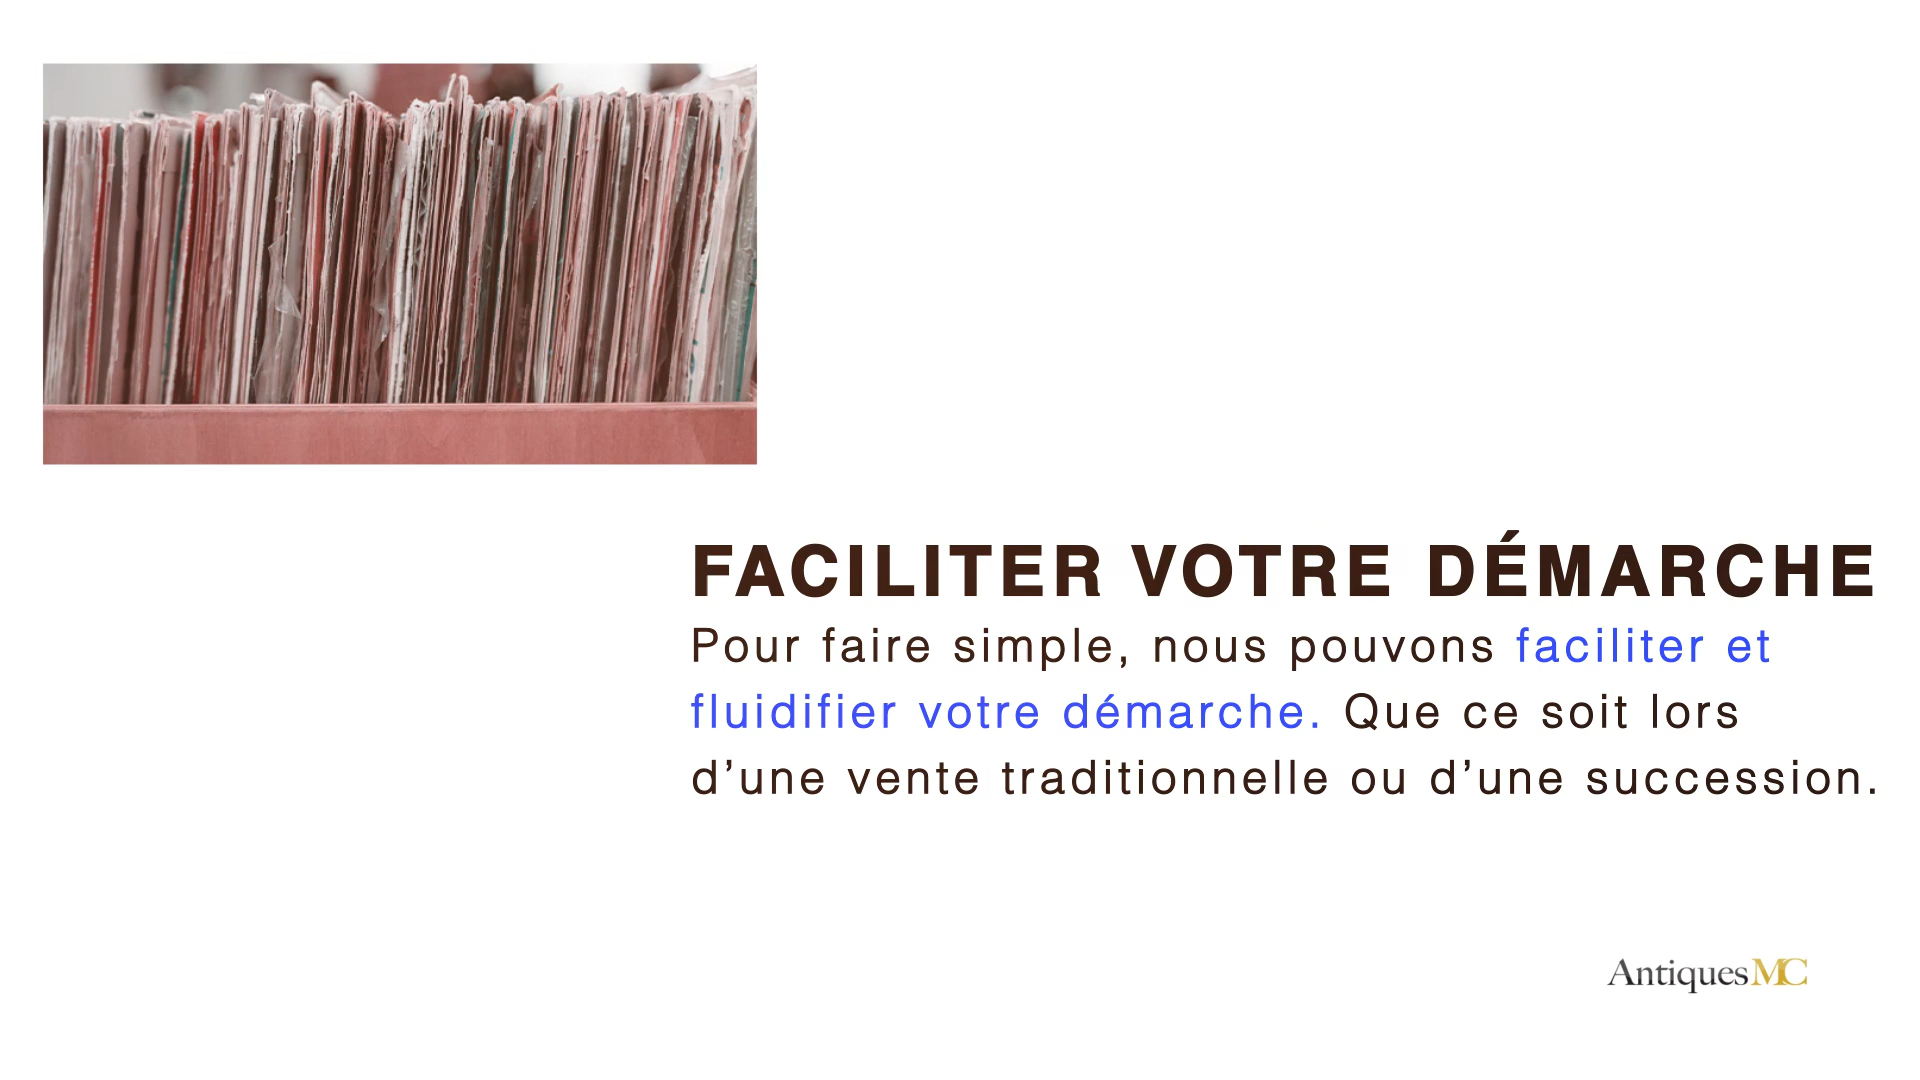 FACILITER VOTRE DÉMARCHE
Pour faire simple, nous pouvons faciliter et
fluidifier votre démarche. Que ce soit lors
d’une vente traditionnelle ou d’une succession.
AntiquesMC